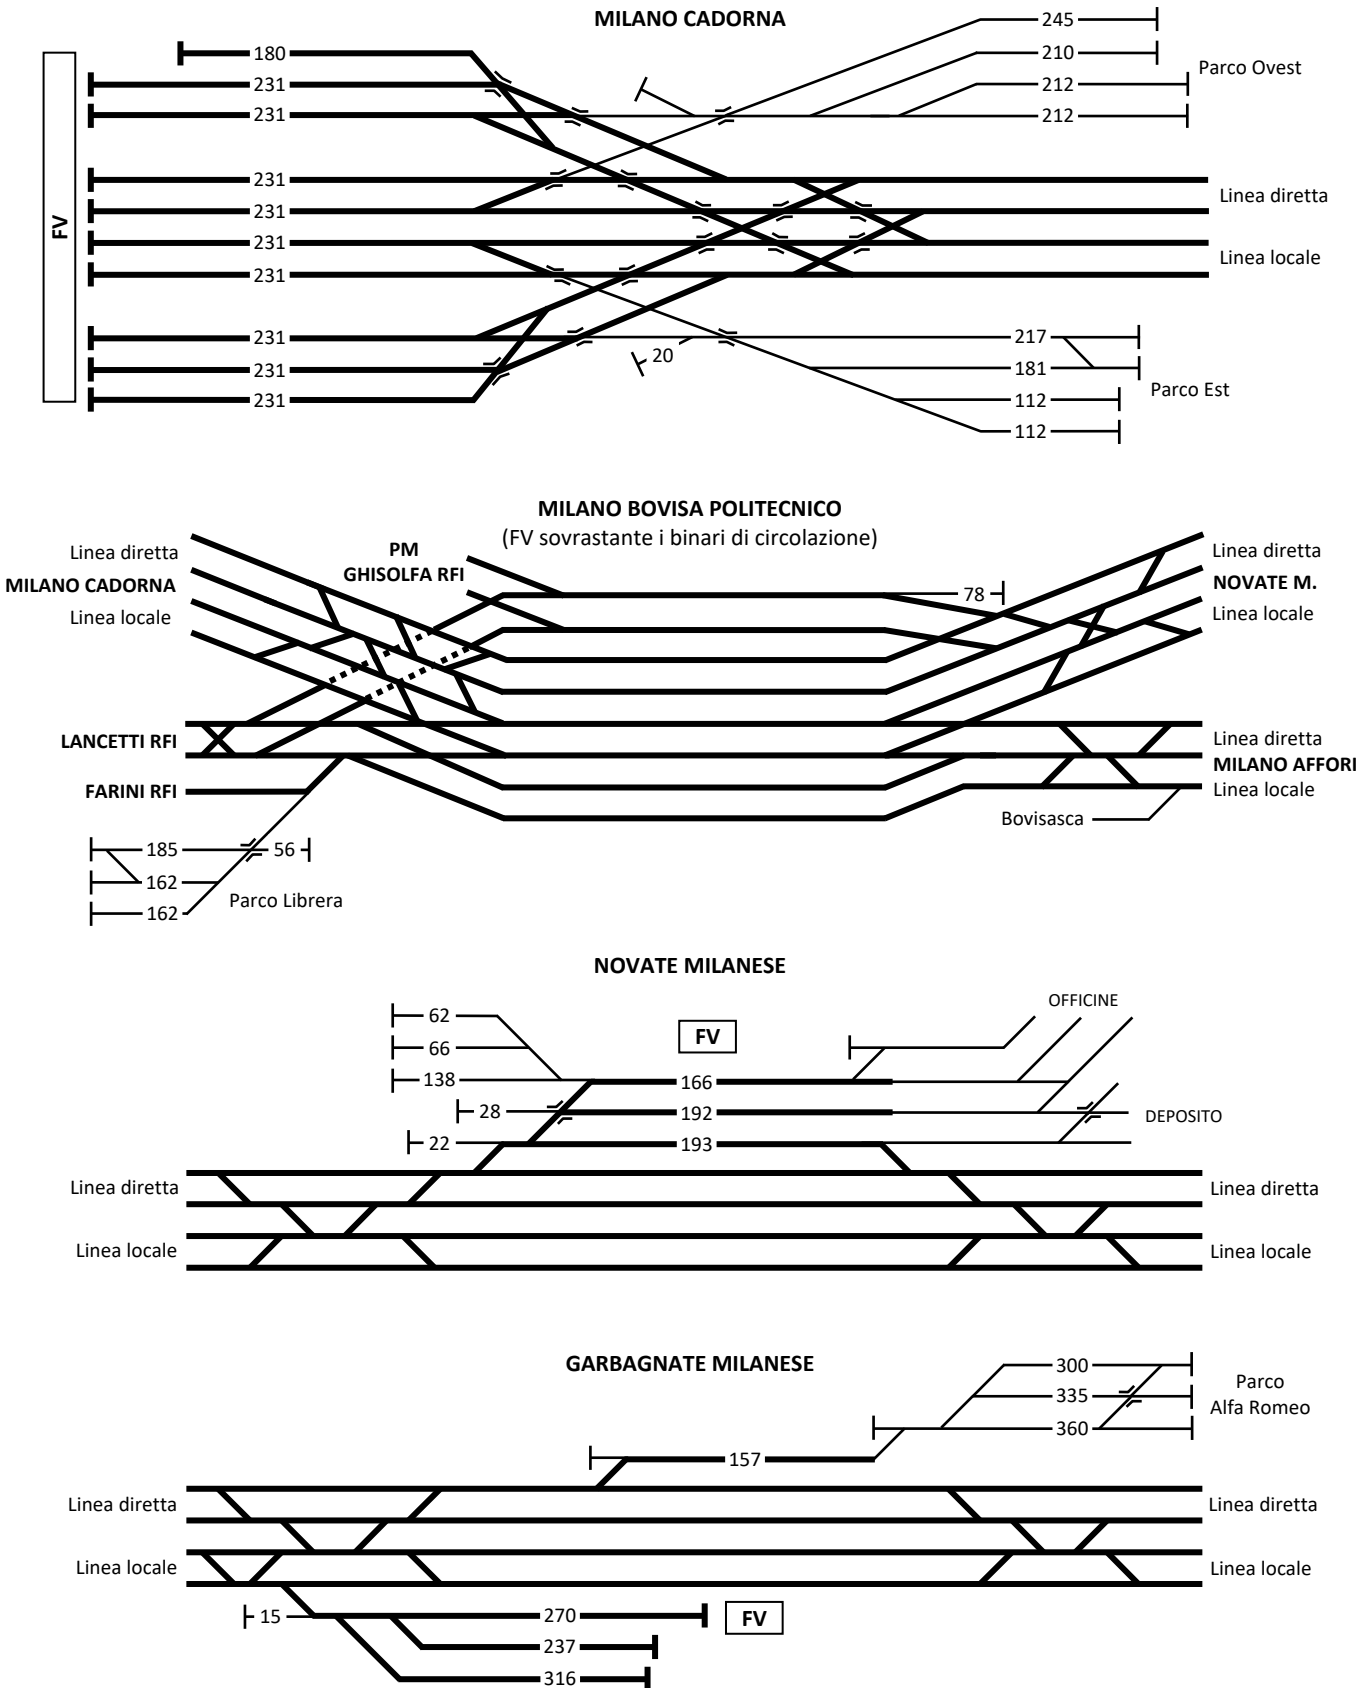 MILANO CADORNA
245
180
210
Parco Ovest
231
212
231
212
231
Linea diretta
231
FV
231
Linea locale
231
231
217
20
231
181
Parco Est
231
112
112
MILANO BOVISA POLITECNICO
(FV sovrastante i binari di circolazione)
Linea diretta
PM
GHISOLFA RFI
Linea diretta
MILANO CADORNA
78
NOVATE M.
Linea locale
Linea locale
LANCETTI RFI
Linea diretta
MILANO AFFORI
FARINI RFI
Linea locale
Bovisasca
185
56
162
Parco Librera
162
NOVATE MILANESE
OFFICINE
62
FV
66
138
166
28
192
DEPOSITO
22
193
Linea diretta
Linea diretta
Linea locale
Linea locale
GARBAGNATE MILANESE
300
Parco
Alfa Romeo
335
360
157
Linea diretta
Linea diretta
Linea locale
Linea locale
15
270
FV
237
316